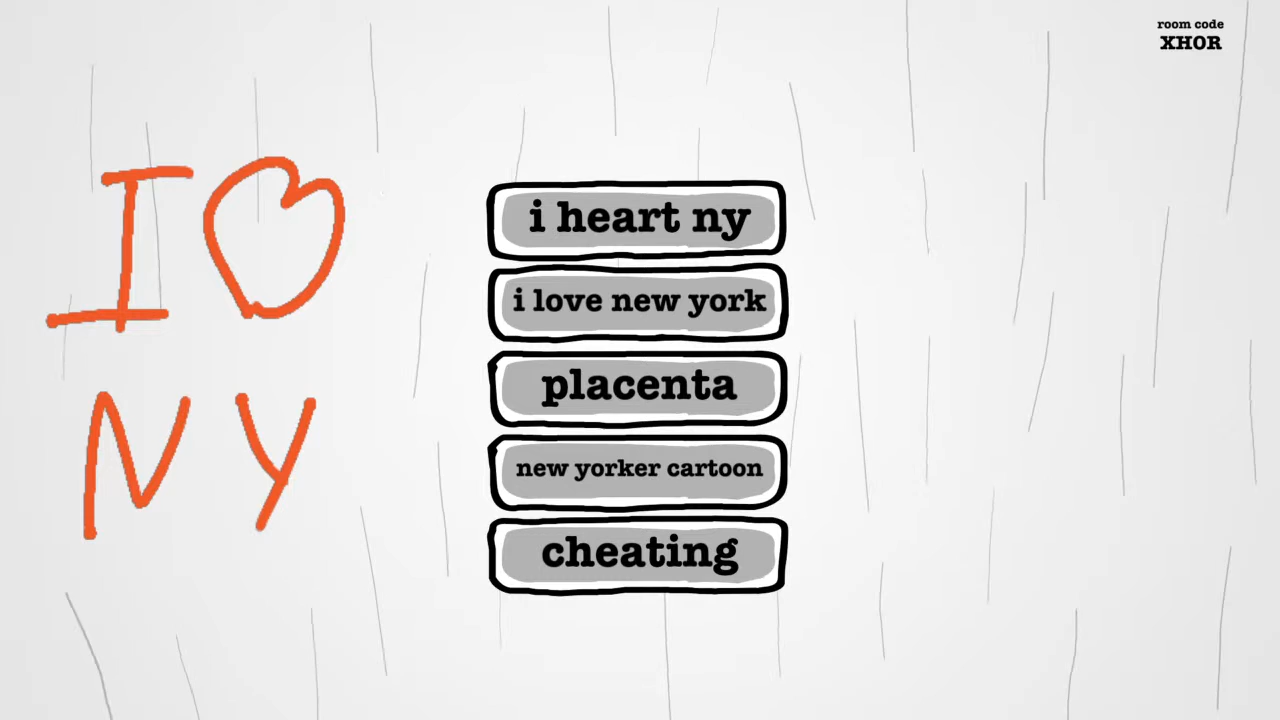 room code
XHOR
I ♡
NY
i heart ny
i love new york
placenta
new yorker cartoon
cheating